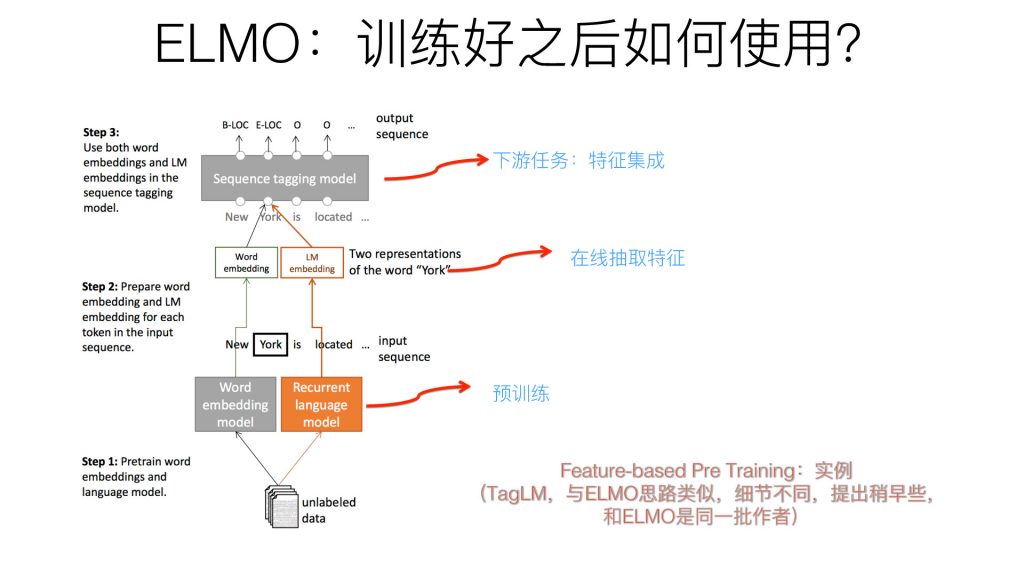 ELMO：训练好之后如何使用？
B-LOC E-LOC O O ...
output
sequence
Step 3:
Use both word
embeddings and LM
embeddings in the
sequence tagging
model.
Sequence tagging model
下游任务：特征集成
New York is located ...
Word
embedding
LM
embedding
Two representations
of the word “York”
在线抽取特征
Step 2: Prepare word
embedding and LM
embedding for each
token in the input
sequence.
New York is located ...
input
sequence
Word
embedding
model
Recurrent
language
model
预训练
Step 1: Pretrain word
embeddings and
language model.
unlabeled
data
Feature-based Pre Training：实例
（TagLM，与ELMO思路类似，细节不同，提出稍早些，
和ELMO是同一批作者）